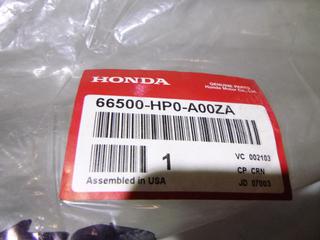 HONDA
GENUINE PARTS
Honda Motor Co., Ltd.
66500-HP0-A00ZA
1
VC 002103
CP CRN
Assembled in USA
JD 07003